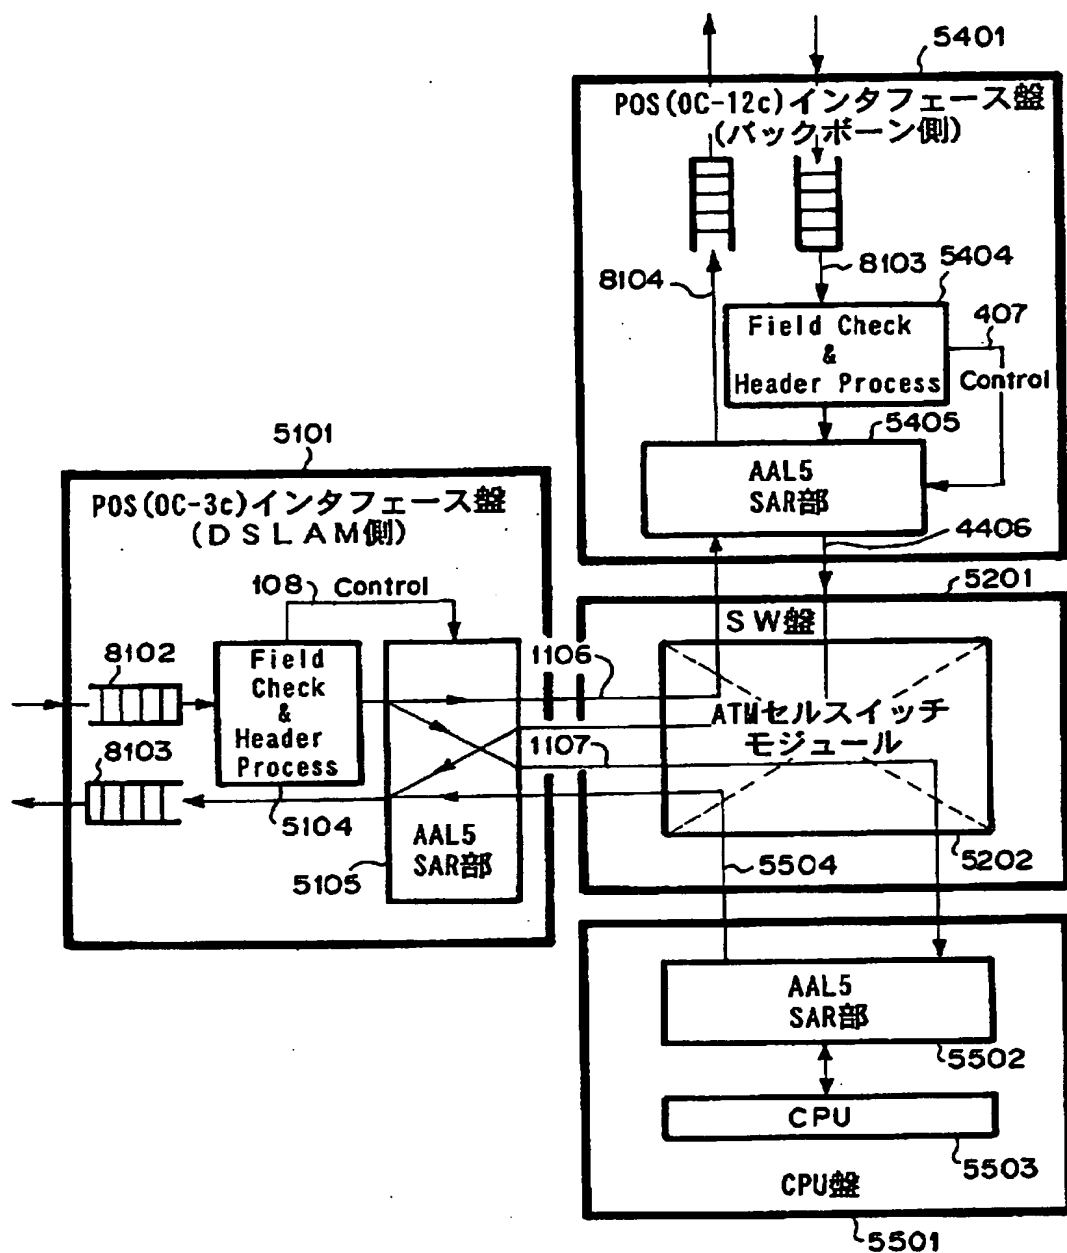 5401
POS(OC-12c)インタフェース盤
(バックボーン側)
8104
8103
5404
407
Field Check
&
Header Process
Control
5405
AAL5
SAR部
4406
5101
POS(OC-3c)インタフェース盤
(DSLAM側)
108
Control
8102
Field
Check
&
Header
Process
8103
5104
5105
AAL5
SAR部
1106
1107
5201
SW盤
ATMセルスイッチ
モジュール
5202
5504
AAL5
SAR部
5502
CPU
5503
CPU盤
5501